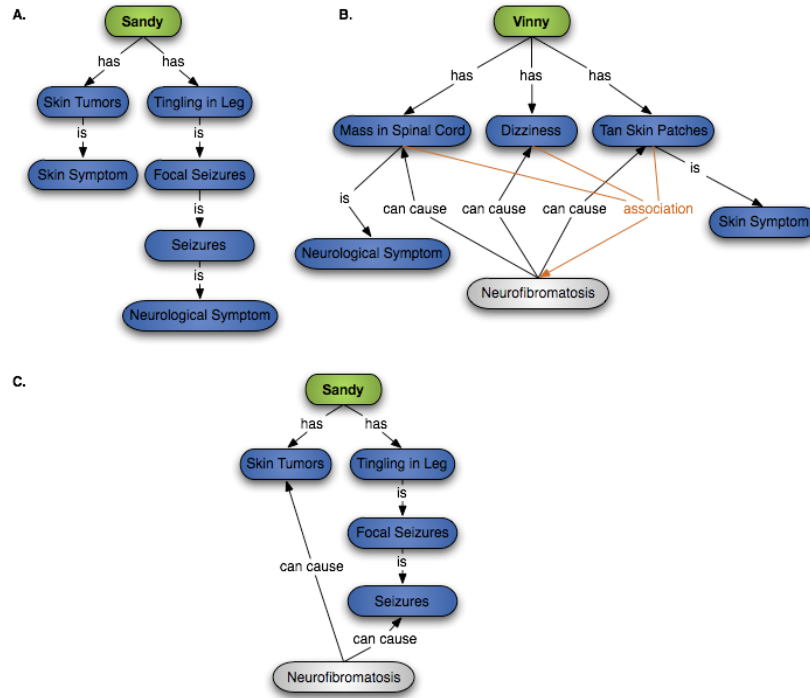 A.
Sandy
has
has
Skin Tumors
Tingling in Leg
is
is
Skin Symptom
Focal Seizures
is
Seizures
is
Neurological Symptom
B.
Vinny
has
has
has
Mass in Spinal Cord
Dizziness
Tan Skin Patches
is
is
can cause
can cause
can cause
association
Skin Symptom
Neurological Symptom
Neurofibromatosis
C.
Sandy
has
has
Skin Tumors
Tingling in Leg
is
Focal Seizures
is
can cause
Seizures
can cause
Neurofibromatosis